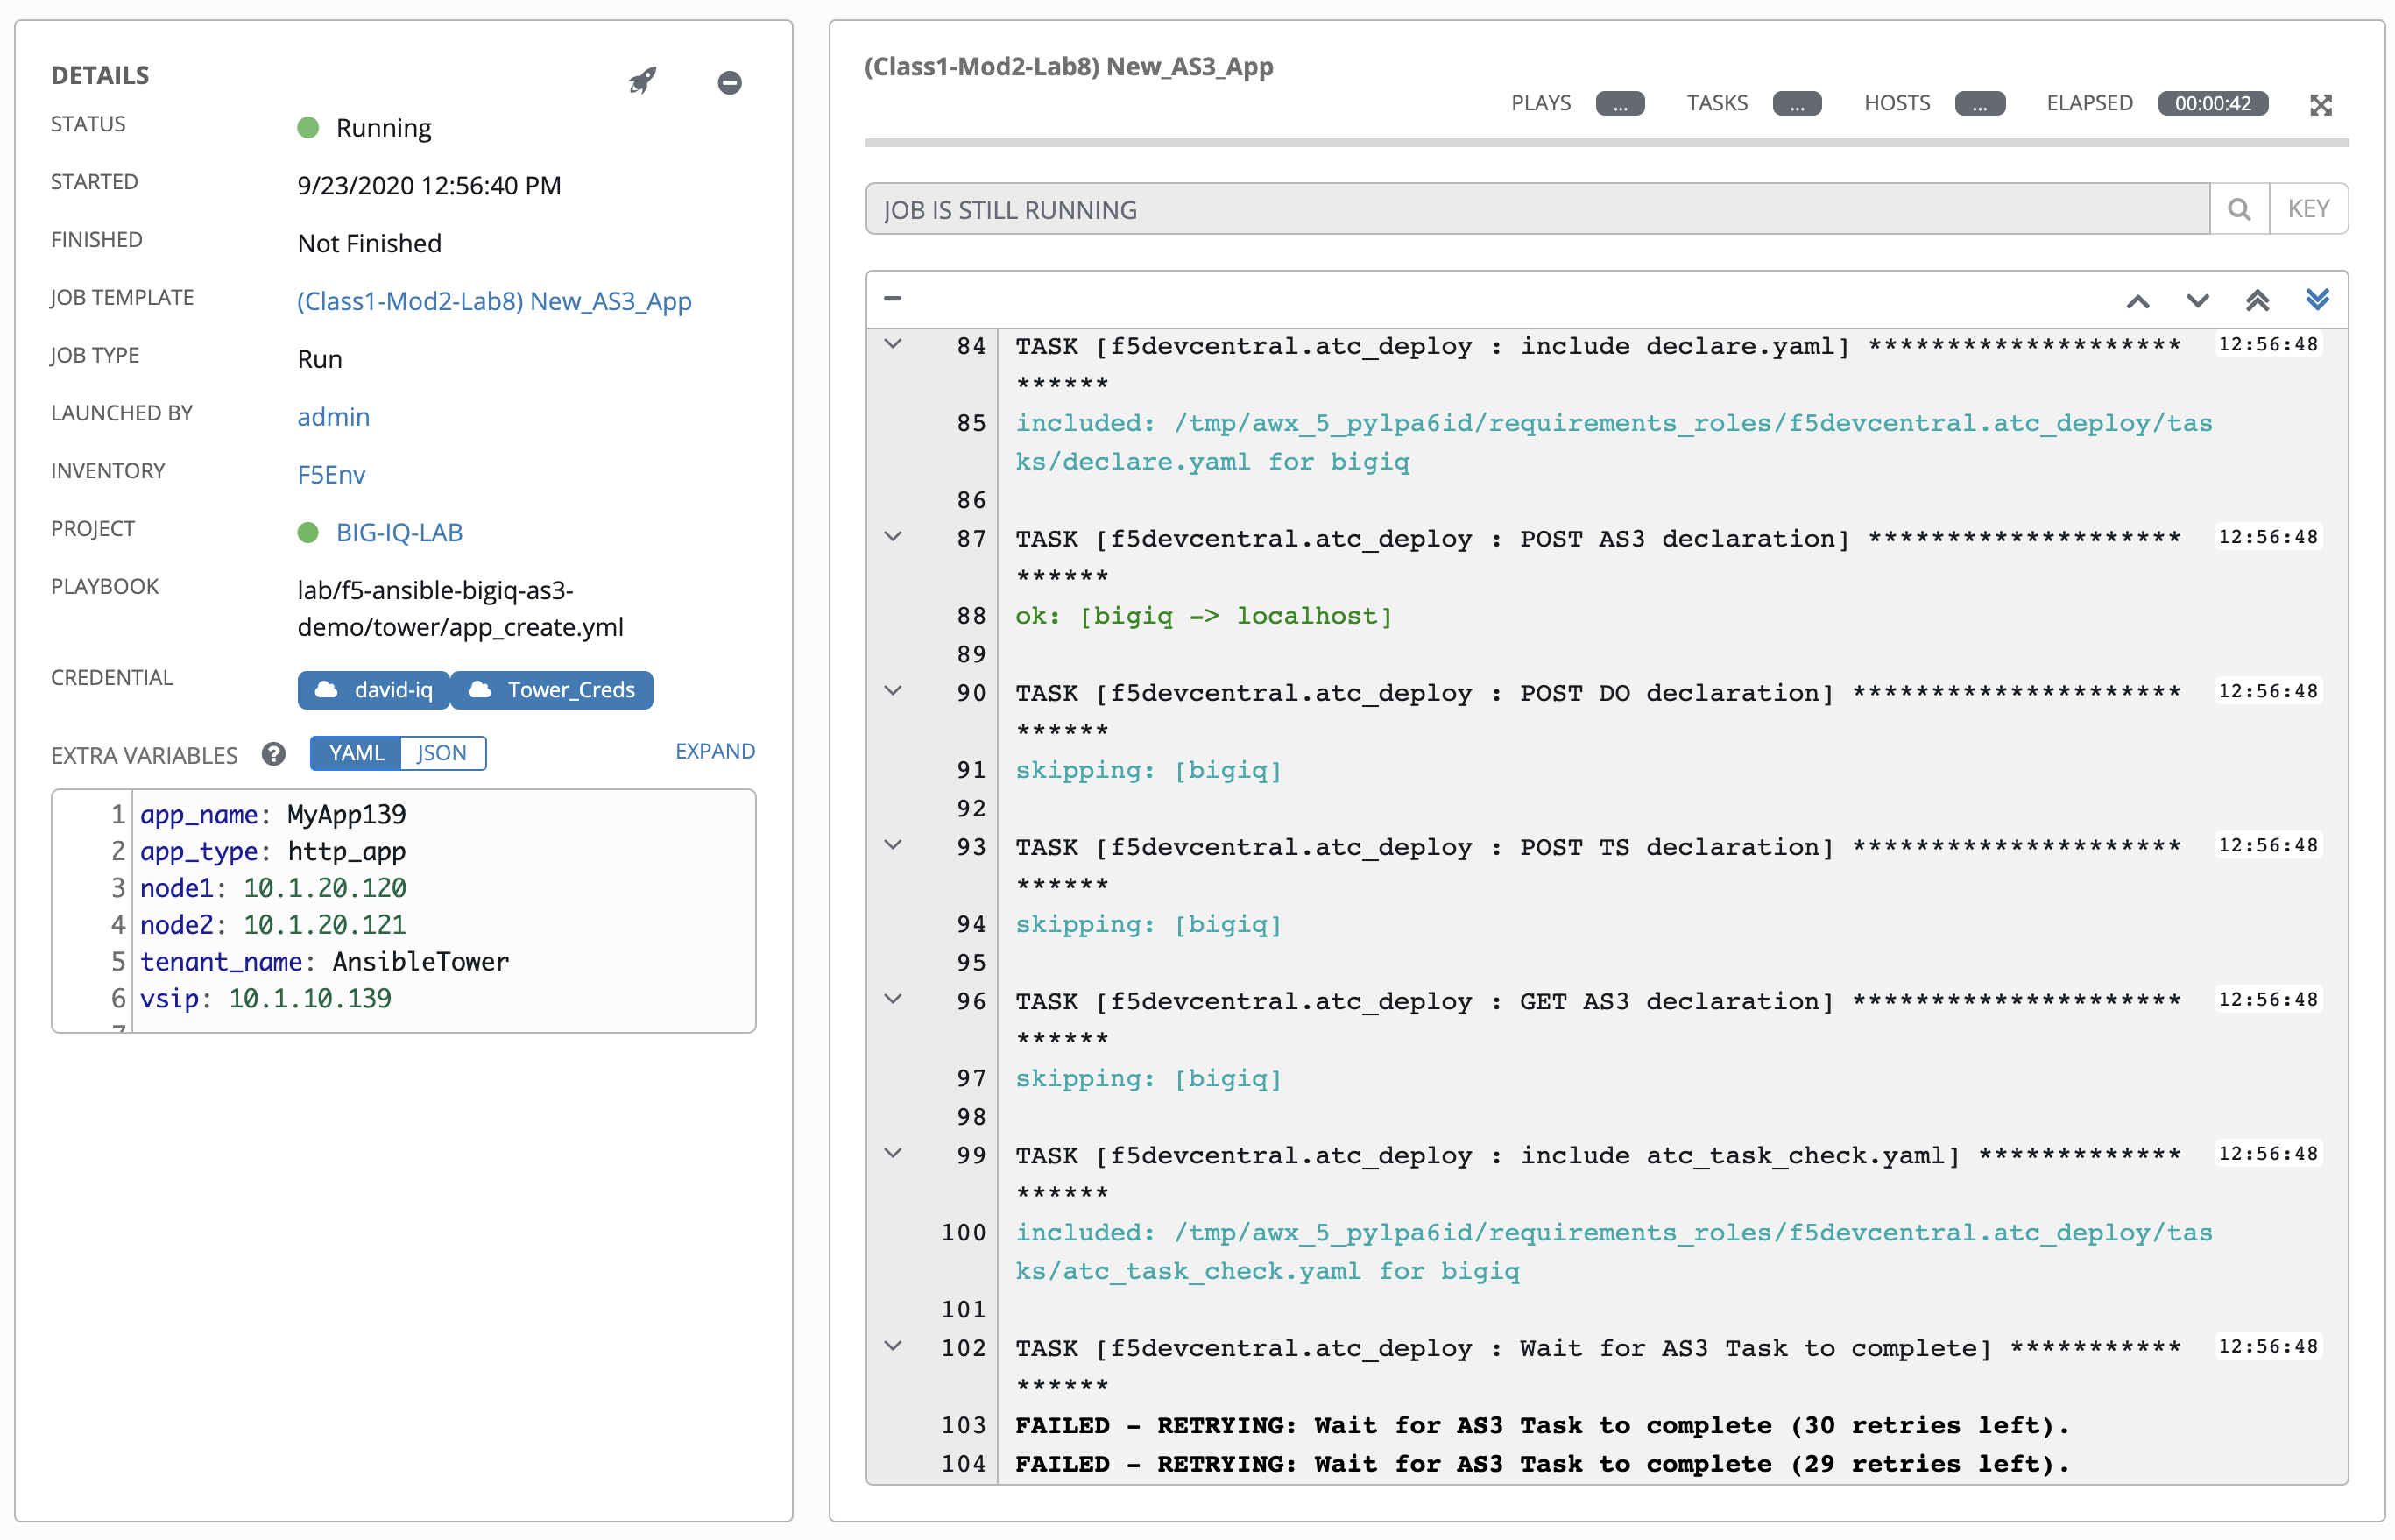 DETAILS
STATUS Running
STARTED 9/23/2020 12:56:40 PM
FINISHED Not Finished
JOB TEMPLATE (Class1-Mod2-Lab8) New_AS3_App
JOB TYPE Run
LAUNCHED BY admin
INVENTORY F5Env
PROJECT BIG-IQ-LAB
PLAYBOOK lab/f5-ansible-bigiq-as3-
demo/tower/app_create.yml
CREDENTIAL david-iq Tower_Creds
EXTRA VARIABLES ? YAML JSON EXPAND
1 app_name: MyApp139
2 app_type: http_app
3 node1: 10.1.20.120
4 node2: 10.1.20.121
5 tenant_name: AnsibleTower
6 vsip: 10.1.10.139
(Class1-Mod2-Lab8) New_AS3_App
PLAYS ... TASKS ... HOSTS ... ELAPSED 00:00:42
JOB IS STILL RUNNING KEY
84 TASK [f5devcentral.atc_deploy : include declare.yaml] ******************** 12:56:48
******
85 included: /tmp/awx_5_pylpa6id/requirements_roles/f5devcentral.atc_deploy/tas
ks/declare.yaml for bigiq
86
87 TASK [f5devcentral.atc_deploy : POST AS3 declaration] ******************** 12:56:48
******
88 ok: [bigiq -> localhost]
89
90 TASK [f5devcentral.atc_deploy : POST DO declaration] ********************* 12:56:48
******
91 skipping: [bigiq]
92
93 TASK [f5devcentral.atc_deploy : POST TS declaration] ********************* 12:56:48
******
94 skipping: [bigiq]
95
96 TASK [f5devcentral.atc_deploy : GET AS3 declaration] ********************* 12:56:48
******
97 skipping: [bigiq]
98
99 TASK [f5devcentral.atc_deploy : include atc_task_check.yaml] ************* 12:56:48
******
100 included: /tmp/awx_5_pylpa6id/requirements_roles/f5devcentral.atc_deploy/tas
ks/atc_task_check.yaml for bigiq
101
102 TASK [f5devcentral.atc_deploy : Wait for AS3 Task to complete] *********** 12:56:48
******
103 FAILED - RETRYING: Wait for AS3 Task to complete (30 retries left).
104 FAILED - RETRYING: Wait for AS3 Task to complete (29 retries left).